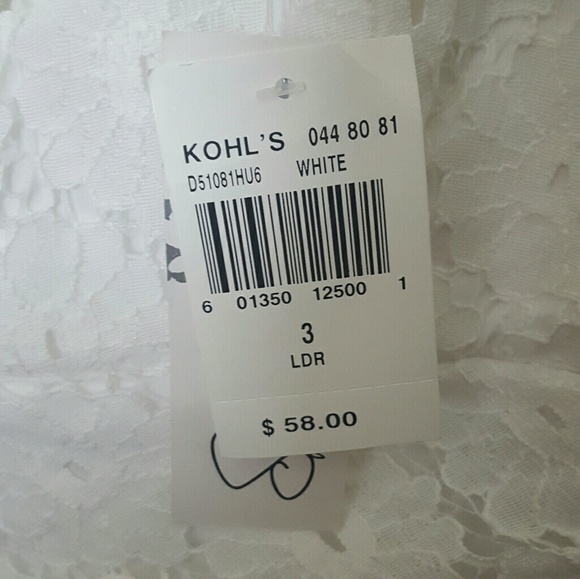 KOHL'S 044 80 81
D51081HU6 WHITE
6 01350 12500 1
3
LDR
$ 58.00